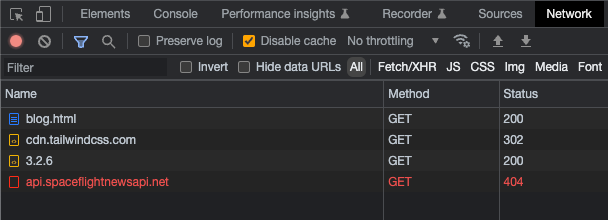 Elements Console Performance insights Recorder Sources Network
Preserve log Disable cache No throttling
Filter Invert Hide data URLs All Fetch/XHR JS CSS Img Media Font
Name Method Status
blog.html GET 200
cdn.tailwindcss.com GET 302
3.2.6 GET 200
api.spaceflightnewsapi.net GET 404